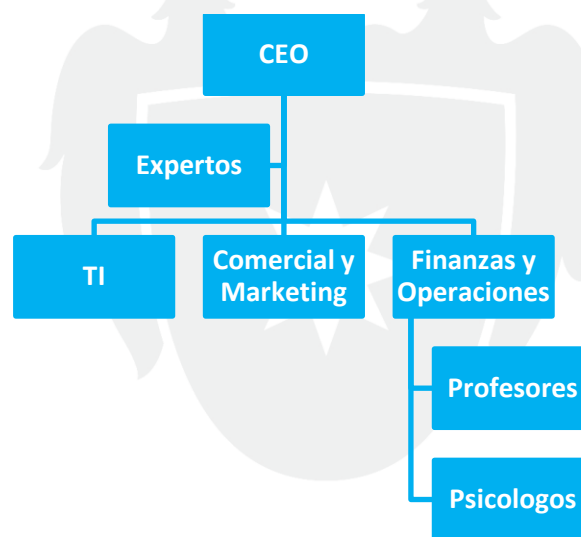 CEO
Expertos
TI
Comercial y
Marketing
Finanzas y
Operaciones
Profesores
Psicologos